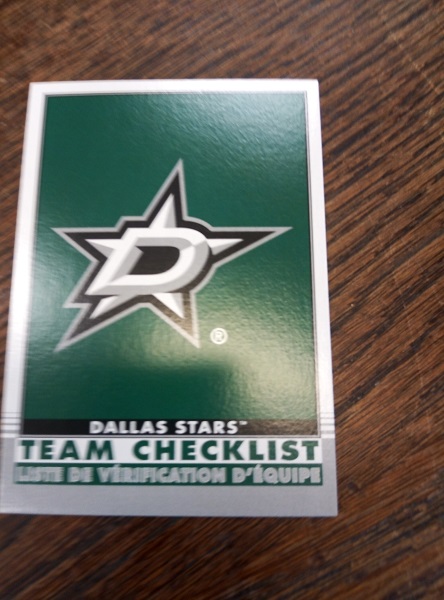 D
®
DALLAS STARS™
TEAM CHECKLIST
LISTE DE VÉRIFICATION D'ÉQUIPE